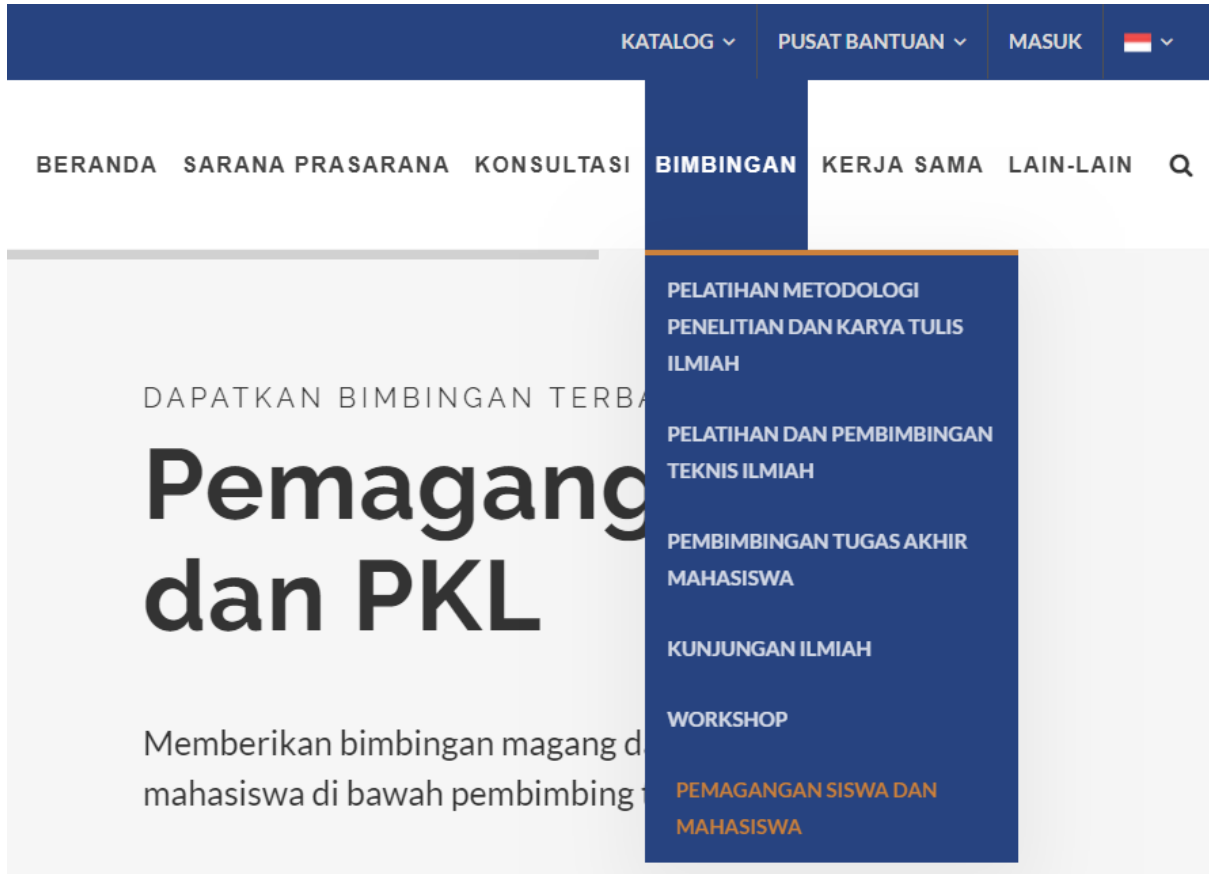 KATALOG PUSAT BANTUAN MASUK
BERANDA SARANA PRASARANA KONSULTASI BIMBINGAN KERJA SAMA LAIN-LAIN
PELATIHAN METODOLOGI
PENELITIAN DAN KARYA TULIS
ILMIAH
PELATIHAN DAN PEMBIMBINGAN
TEKNIS ILMIAH
PEMBIMBINGAN TUGAS AKHIR
MAHASISWA
KUNJUNGAN ILMIAH
WORKSHOP
PEMAGANGAN SISWA DAN
MAHASISWA
DAPATKAN BIMBINGAN
Pemagang
dan PKL
Memberikan bimbingan magang
mahasiswa di bawah pembimbing